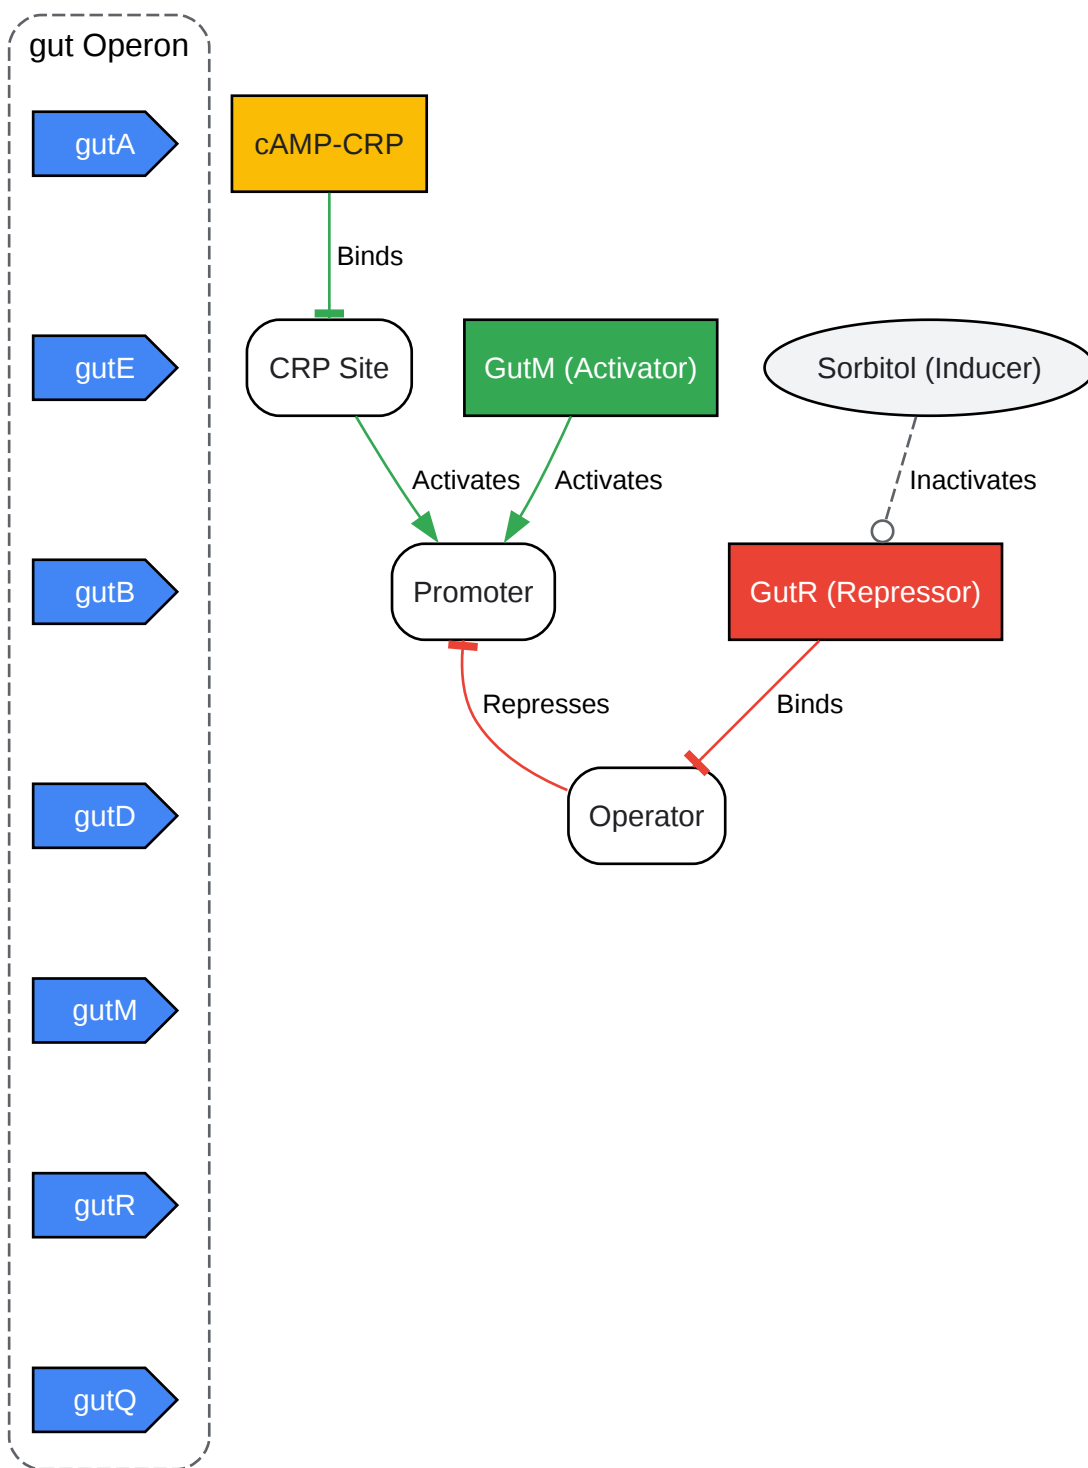 gut Operon
gutA
cAMP-CRP
Binds
gutE
CRP Site
GutM (Activator)
Sorbitol (Inducer)
Activates
Activates
Inactivates
gutB
Promoter
GutR (Repressor)
Represses
Binds
gutD
Operator
gutM
gutR
gutQ